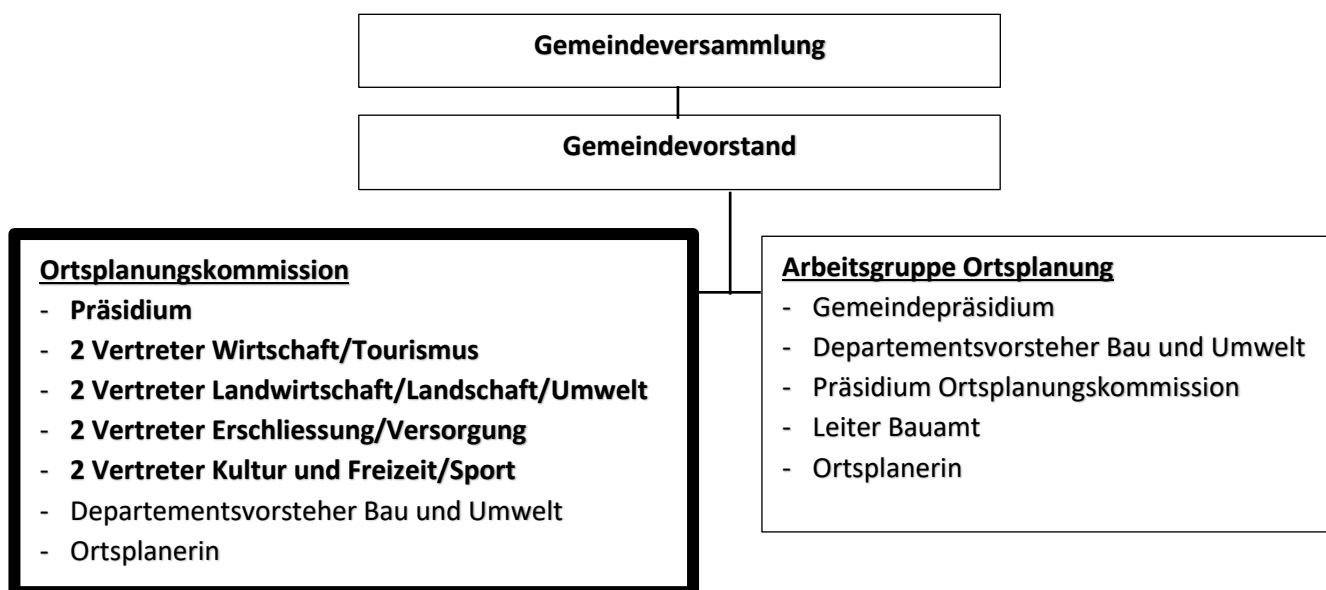 Gemeindeversammlung
Gemeindevorstand
Ortsplanungskommission
- Präsidium
- 2 Vertreter Wirtschaft/Tourismus
- 2 Vertreter Landwirtschaft/Landschaft/Umwelt
- 2 Vertreter Erschliessung/Versorgung
- 2 Vertreter Kultur und Freizeit/Sport
- Departementsvorsteher Bau und Umwelt
- Ortsplanerin
Arbeitsgruppe Ortsplanung
- Gemeindepräsidium
- Departementsvorsteher Bau und Umwelt
- Präsidium Ortsplanungskommission
- Leiter Bauamt
- Ortsplanerin